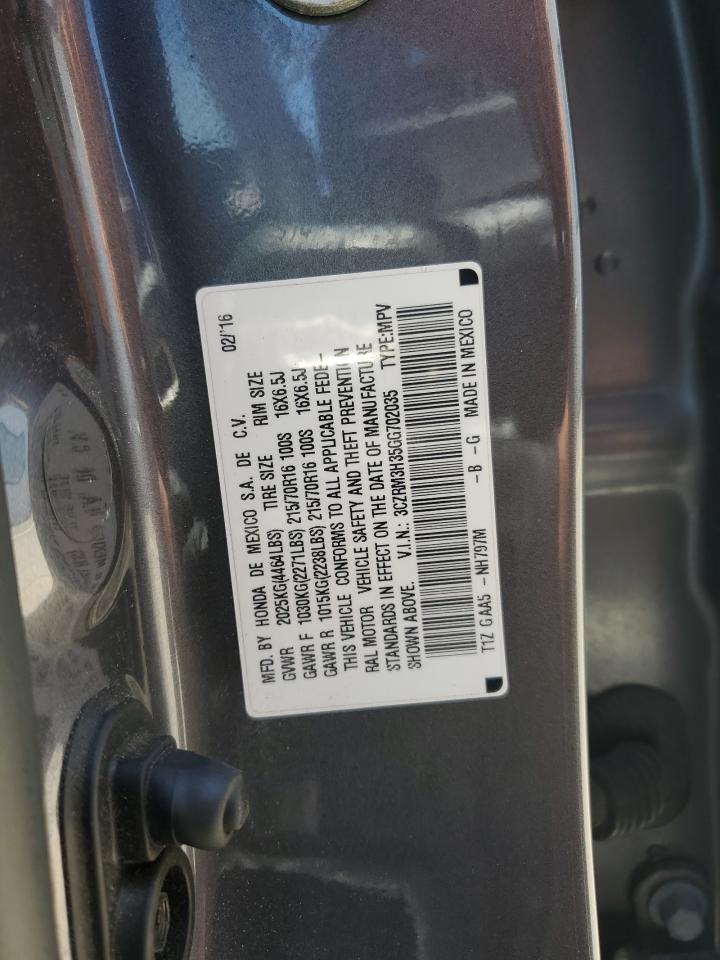 02/'16
MFD. BY HONDA DE MEXICO S.A. DE C.V.
GVWR 2025KG(4464LBS) TIRE SIZE RIM SIZE
GAWR F 1030KG(2271LBS) 215/70R16 100S 16X6.5J
GAWR R 1015KG(2238LBS) 215/70R16 100S 16X6.5J
THIS VEHICLE CONFORMS TO ALL APPLICABLE FEDE-
RAL MOTOR VEHICLE SAFETY AND THEFT PREVENTION
STANDARDS IN EFFECT ON THE DATE OF MANUFACTURE
SHOWN ABOVE. V.I.N.: 3CZRM3H35GG702035 TYPE:MPV
T1Z GAA5 -NH797M -B -G MADE IN MEXICO